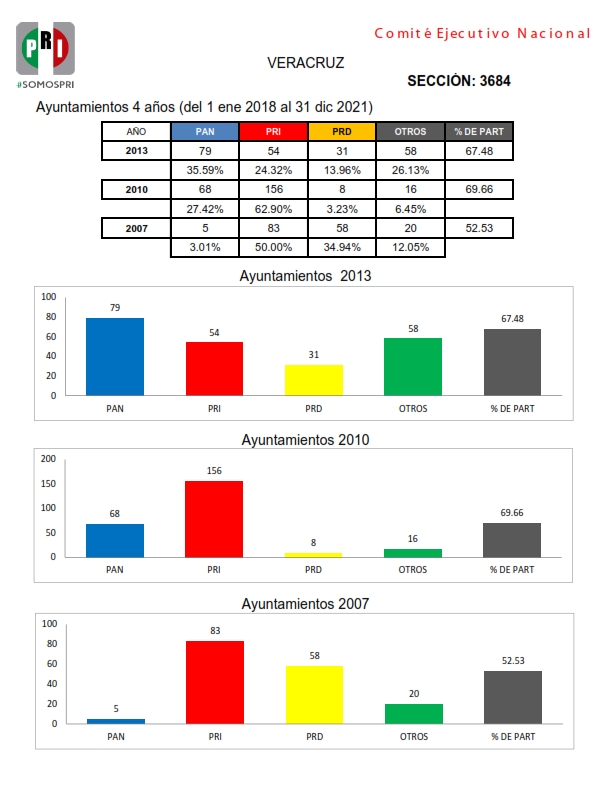 PRI
Comité Ejecutivo Nacional
#SOMOSPRI
VERACRUZ
SECCIÓN: 3684
Ayuntamientos 4 años (del 1 ene 2018 al 31 dic 2021)
AÑO PAN PRI PRD OTROS % DE PART
2013 79 54 31 58 67.48
35.59% 24.32% 13.96% 26.13%
2010 68 156 8 16 69.66
27.42% 62.90% 3.23% 6.45%
2007 5 83 58 20 52.53
3.01% 50.00% 34.94% 12.05%
Ayuntamientos 2013
100
80
60
40
20
0
79 54 31 58 67.48
PAN PRI PRD OTROS % DE PART
Ayuntamientos 2010
200
150
100
50
0
68 156 8 16 69.66
PAN PRI PRD OTROS % DE PART
Ayuntamientos 2007
100
80
60
40
20
0
5 83 58 20 52.53
PAN PRI PRD OTROS % DE PART